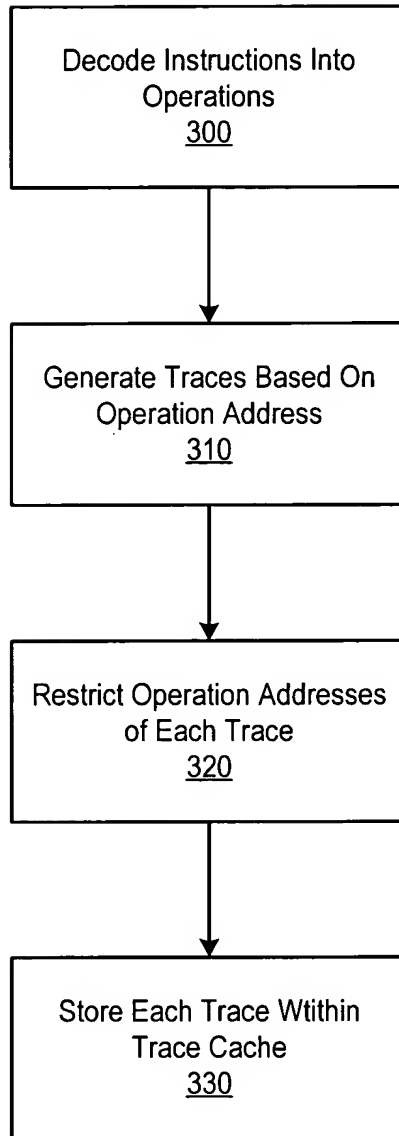 Decode Instructions Into
Operations
300
Generate Traces Based On
Operation Address
310
Restrict Operation Addresses
of Each Trace
320
Store Each Trace Wtithin
Trace Cache
330